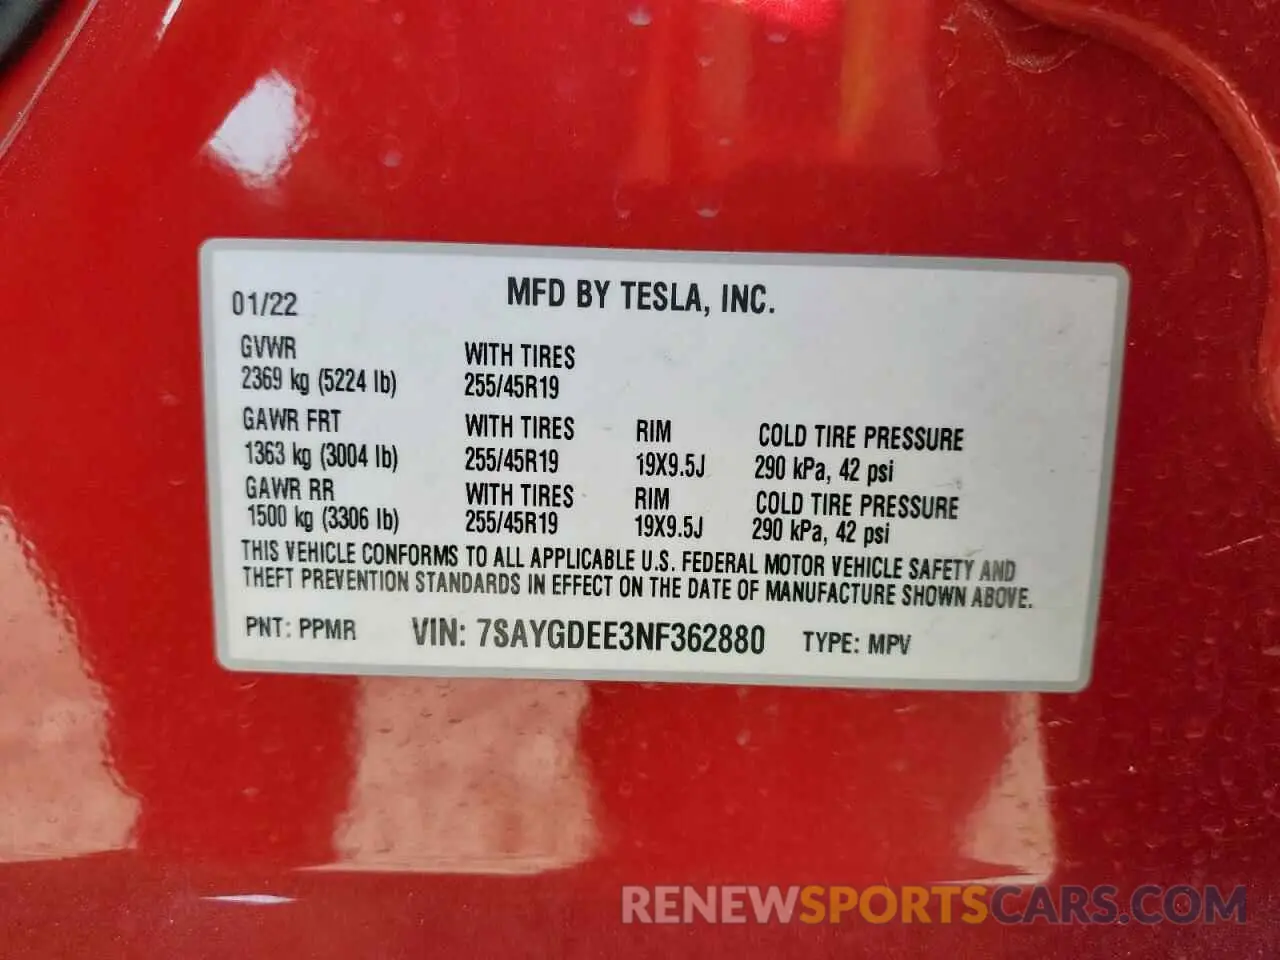 01/22 MFD BY TESLA, INC.
GVWR WITH TIRES
2369 kg (5224 lb) 255/45R19
GAWR FRT WITH TIRES RIM COLD TIRE PRESSURE
1363 kg (3004 lb) 255/45R19 19X9.5J 290 kPa, 42 psi
GAWR RR WITH TIRES RIM COLD TIRE PRESSURE
1500 kg (3306 lb) 255/45R19 19X9.5J 290 kPa, 42 psi
THIS VEHICLE CONFORMS TO ALL APPLICABLE U.S. FEDERAL MOTOR VEHICLE SAFETY AND
THEFT PREVENTION STANDARDS IN EFFECT ON THE DATE OF MANUFACTURE SHOWN ABOVE.
PNT: PPMR VIN: 7SAYGDEE3NF362880 TYPE: MPV
RENEWSPORTSCARS.COM